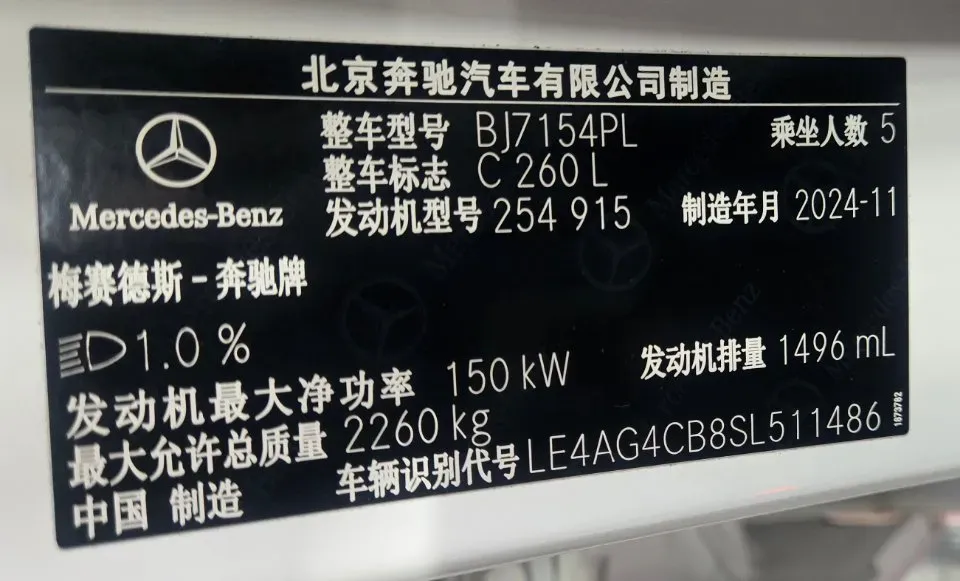 北京奔驰汽车有限公司制造
整车型号 BJ7154PL 乘坐人数 5
整车标志 C 260 L
Mercedes-Benz
发动机型号 254 915 制造年月 2024-11
梅赛德斯-奔驰牌
1.0 %
发动机最大净功率 150 kW 发动机排量 1496 mL
最大允许总质量 2260 kg
中国 制造 车辆识别代号 LE4AG4CB8SL511486
1873782